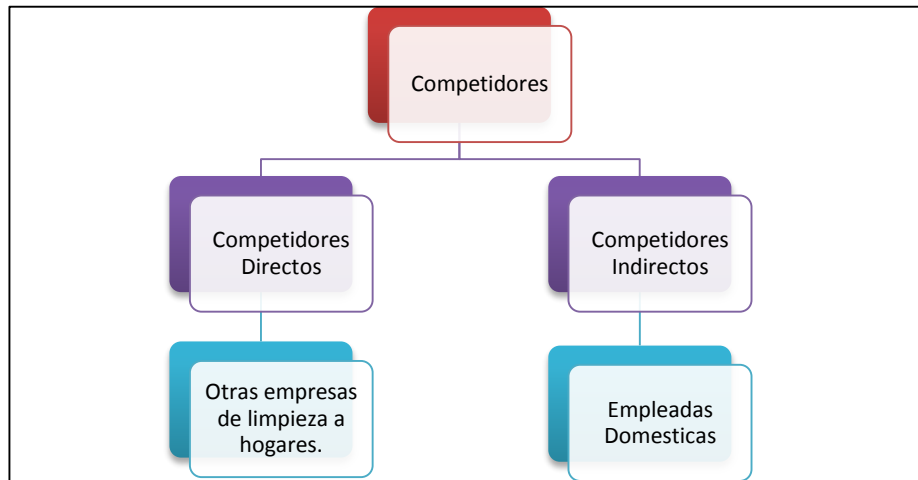 Competidores
Competidores
Directos
Competidores
Indirectos
Otras empresas
de limpieza a
hogares.
Empleadas
Domesticas